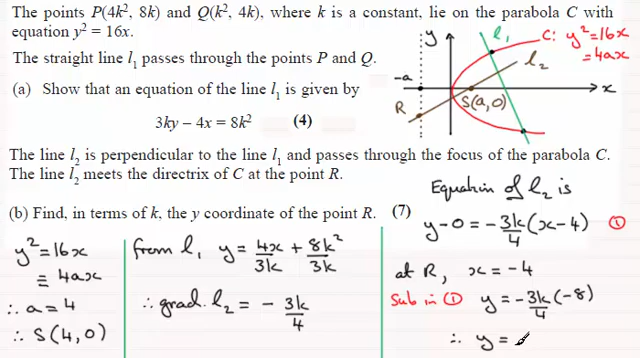 The points P(4k², 8k) and Q(k², 4k), where k is a constant, lie on the parabola C with
equation y² = 16x.
The straight line l₁ passes through the points P and Q.
(a) Show that an equation of the line l₁ is given by
3ky – 4x = 8k² (4)
The line l₂ is perpendicular to the line l₁ and passes through the focus of the parabola C.
The line l₂ meets the directrix of C at the point R.
(b) Find, in terms of k, the y coordinate of the point R. (7)
y
l₁
C: y²=16x
=4ax
l₂
-a
x
R
S(a,0)
y²=16x
≡ 4ax
∴ a=4
∴ S(4,0)
from l₁ y = 4x/3k + 8k²/3k
∴ grad. l₂ = - 3k/4
Equation of l₂ is
y-0 = -3k/4(x-4) ①
at R, x = -4
Sub in ① y = -3k/4(-8)
∴ y =